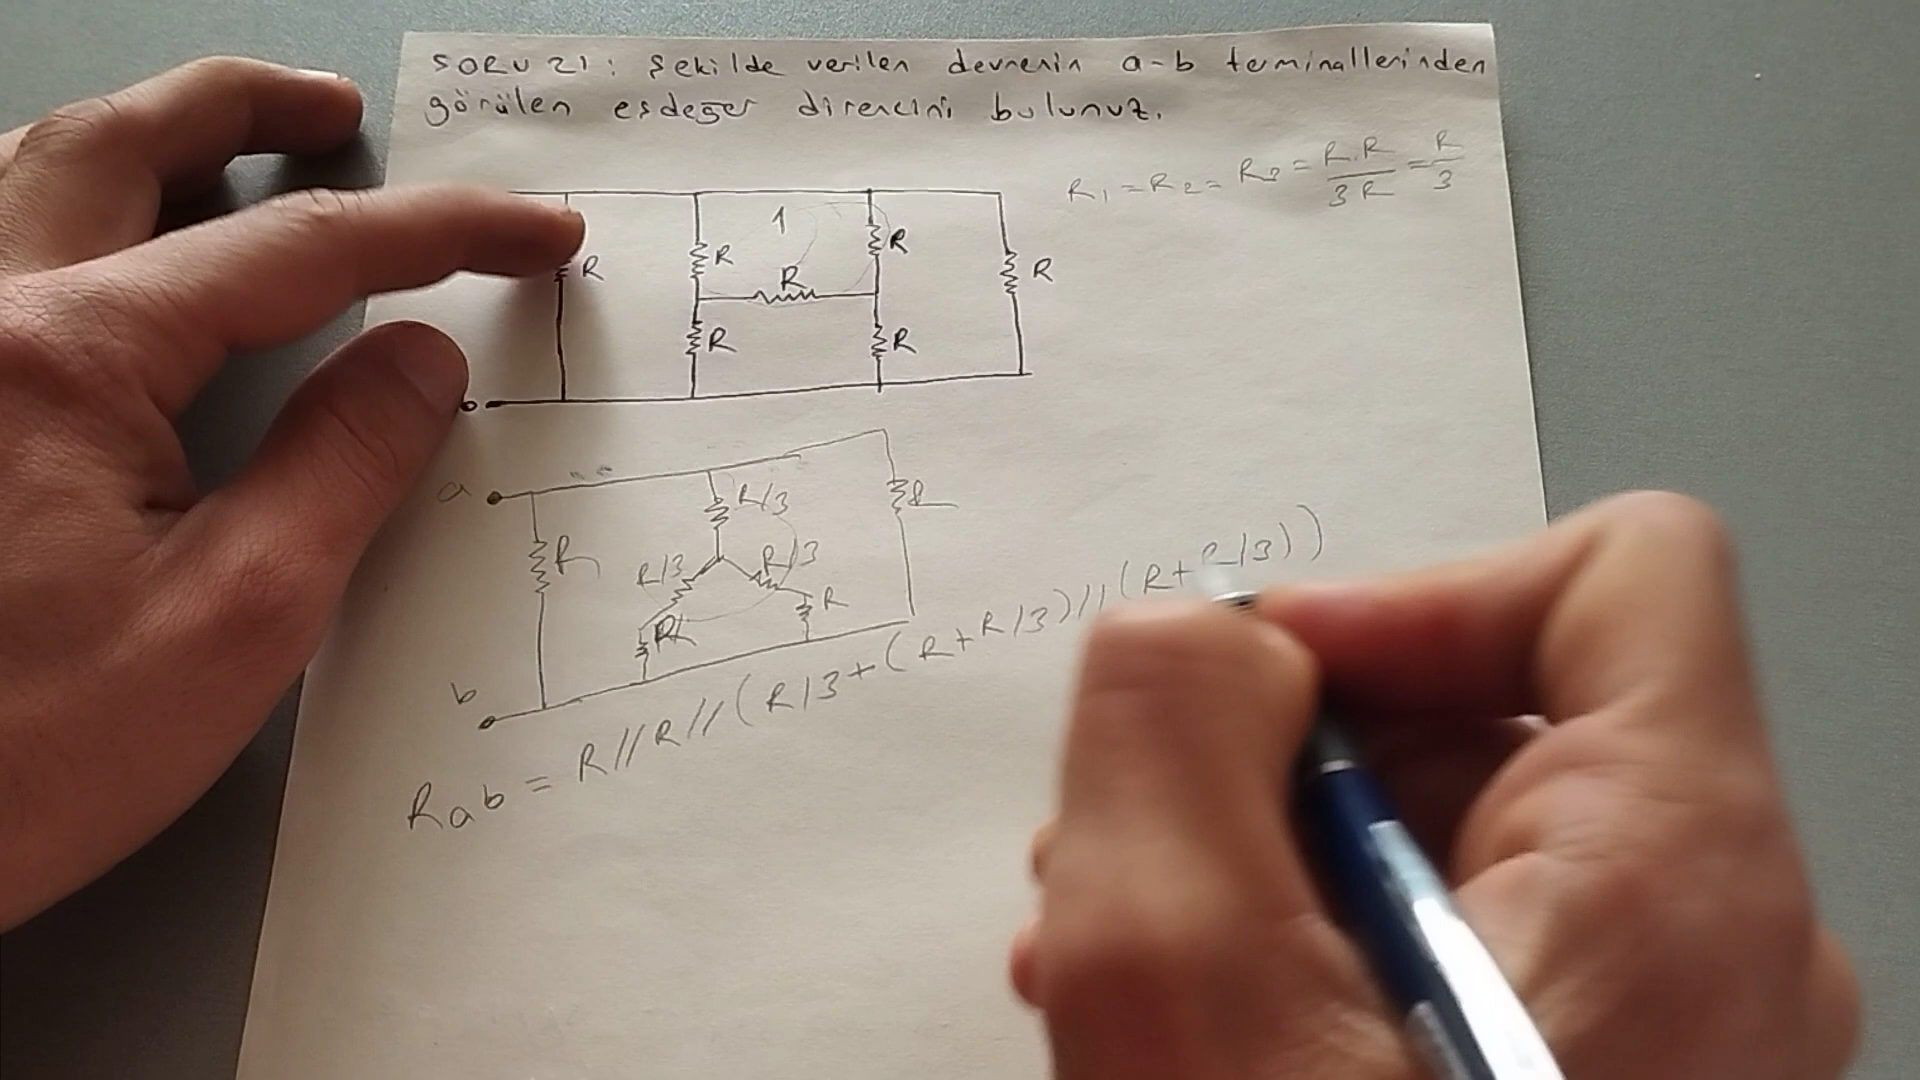 SORU 21: Şekilde verilen devrenin a-b terminallerinden
görülen eşdeğer direncini bulunuz.
R1 = R2 = R3 = R.R / 3R = R/3
1
R
R
R
R
R
R
R
b
a
R/3
R
R
R/3
R/3
R
R
b
Rab = R//R//(R/3+(R+R/3)//(R+R/3))